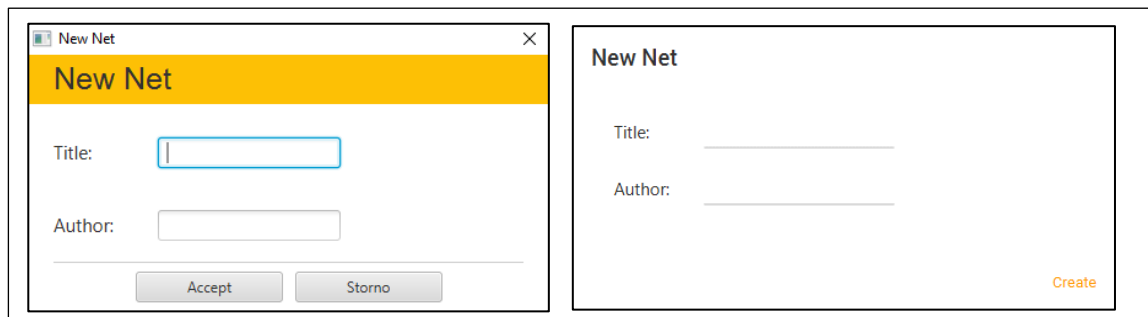 New Net
New Net
Title:
Author:
Accept Storno
New Net
Title:
Author:
Create